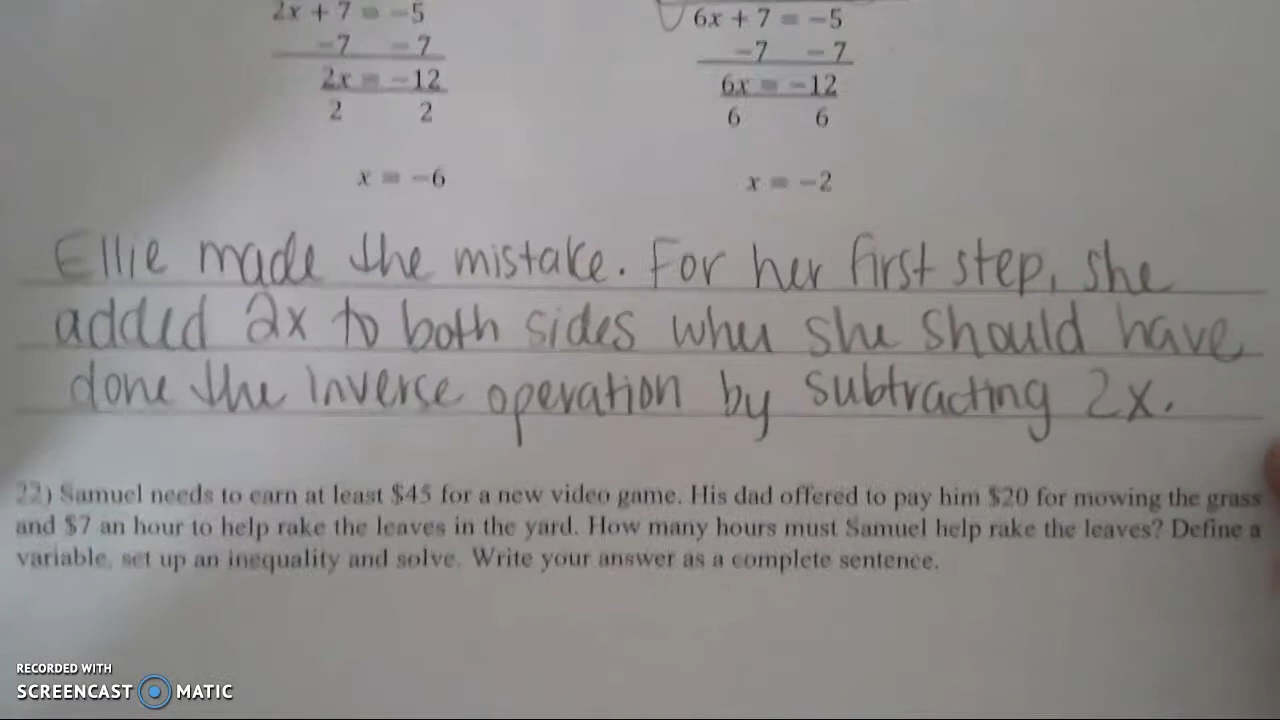 2x + 7 = -5 6x + 7 = -5
-7 -7 -7 -7
2x = -12 6x = -12
2 2 6 6
x = -6 x = -2
Ellie made the mistake. For her first step, she
added 2x to both sides when she should have
done the inverse operation by subtracting 2x.
22) Samuel needs to earn at least $45 for a new video game. His dad offered to pay him $20 for mowing the grass
and $7 an hour to help rake the leaves in the yard. How many hours must Samuel help rake the leaves? Define a
variable, set up an inequality and solve. Write your answer as a complete sentence.
RECORDED WITH
SCREENCAST MATIC